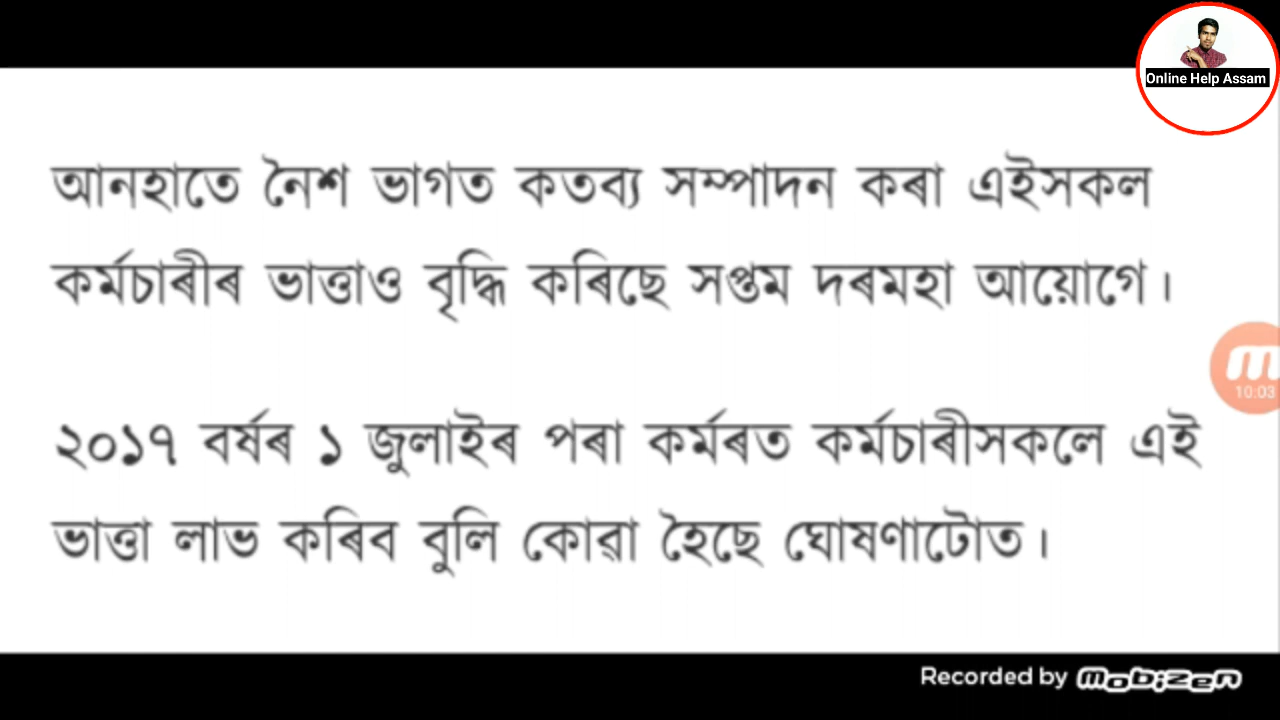 Online Help Assam
আনহাতে নৈশ ভাগত কতব্য সম্পাদন কৰা এইসকল
কৰ্মচাৰীৰ ভাত্তাও বৃদ্ধি কৰিছে সপ্তম দৰমহা আয়োগে।
10:03
২০১৭ বৰ্ষৰ ১ জুলাইৰ পৰা কৰ্মৰত কৰ্মচাৰীসকলে এই
ভাত্তা লাভ কৰিব বুলি কোৱা হৈছে ঘোষণাটোত।
Recorded by Mobizen